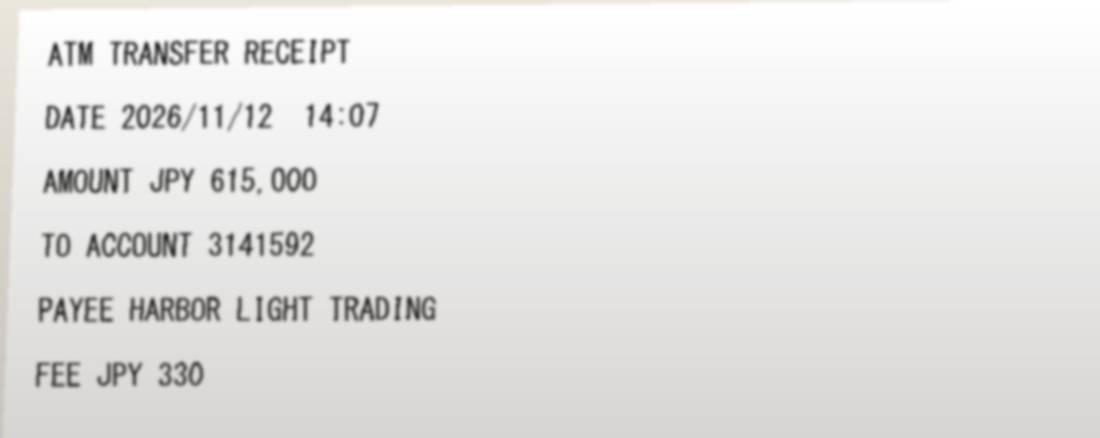 ATM TRANSFER RECEIPT
DATE 2026/11/12 14:07
AMOUNT JPY 615,000
TO ACCOUNT 3141592
PAYEE HARBOR LIGHT TRADING
FEE JPY 330